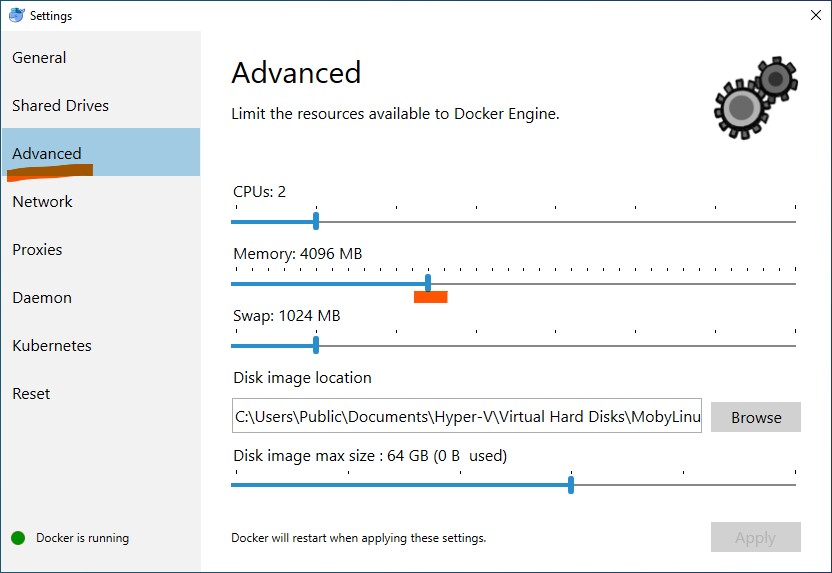 Settings
General
Shared Drives
Advanced
Network
Proxies
Daemon
Kubernetes
Reset
Docker is running
Advanced
Limit the resources available to Docker Engine.
CPUs: 2
Memory: 4096 MB
Swap: 1024 MB
Disk image location
C:\Users\Public\Documents\Hyper-V\Virtual Hard Disks\MobyLinu
Browse
Disk image max size : 64 GB (0 B  used)
Docker will restart when applying these settings.
Apply